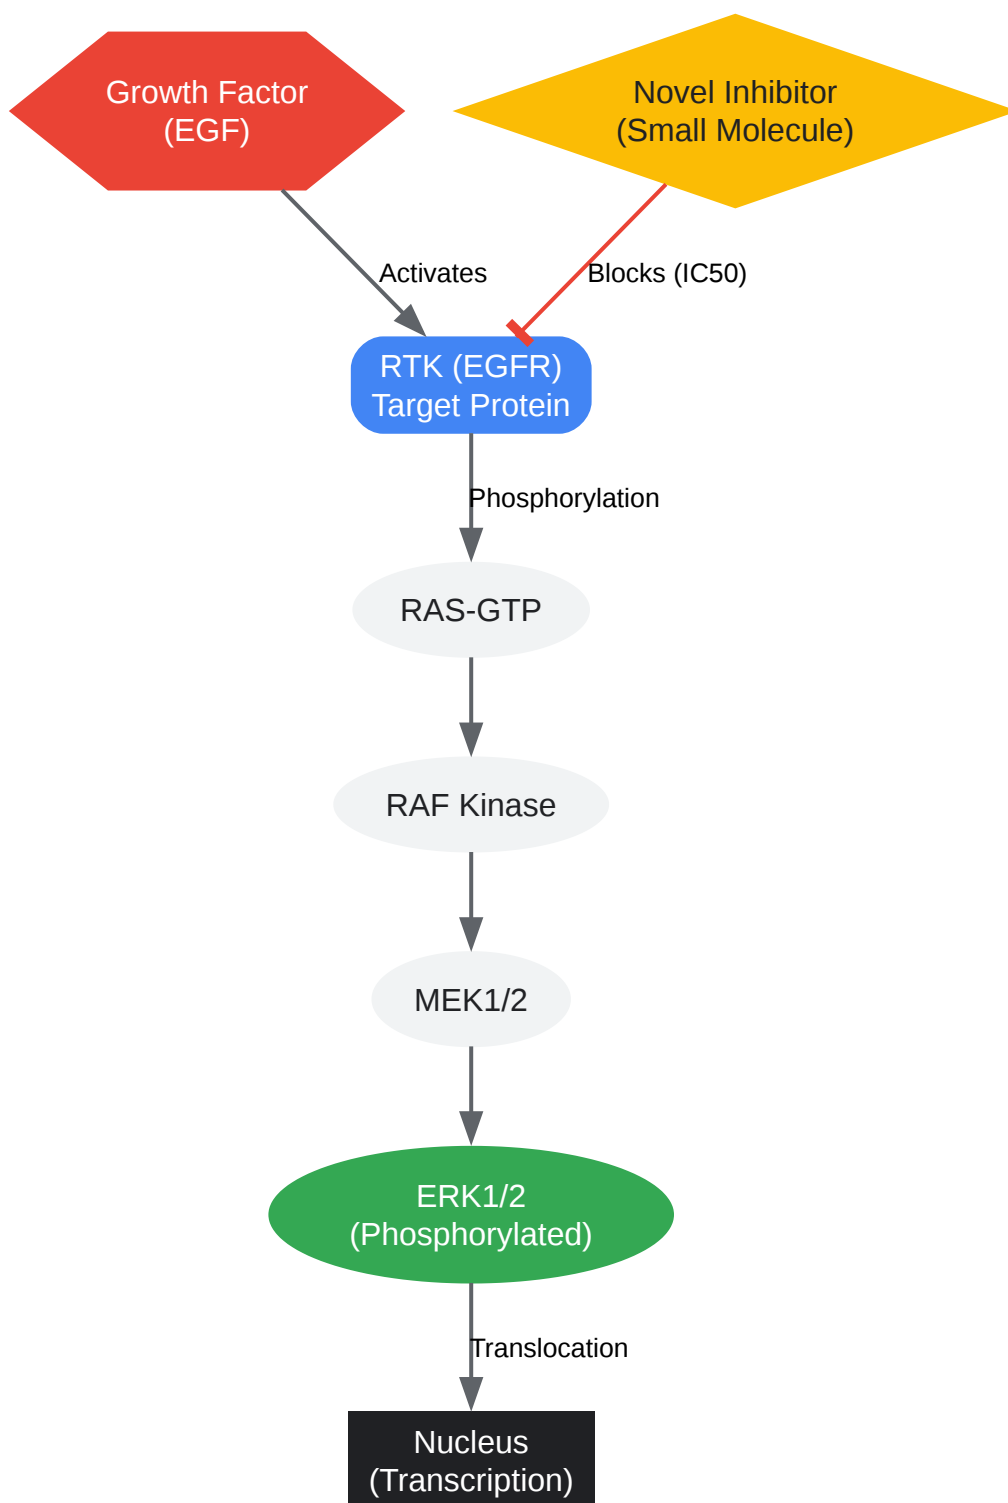 Growth Factor
(EGF)
Novel Inhibitor
(Small Molecule)
Activates
Blocks (IC50)
RTK (EGFR)
Target Protein
Phosphorylation
RAS-GTP
RAF Kinase
MEK1/2
ERK1/2
(Phosphorylated)
Translocation
Nucleus
(Transcription)